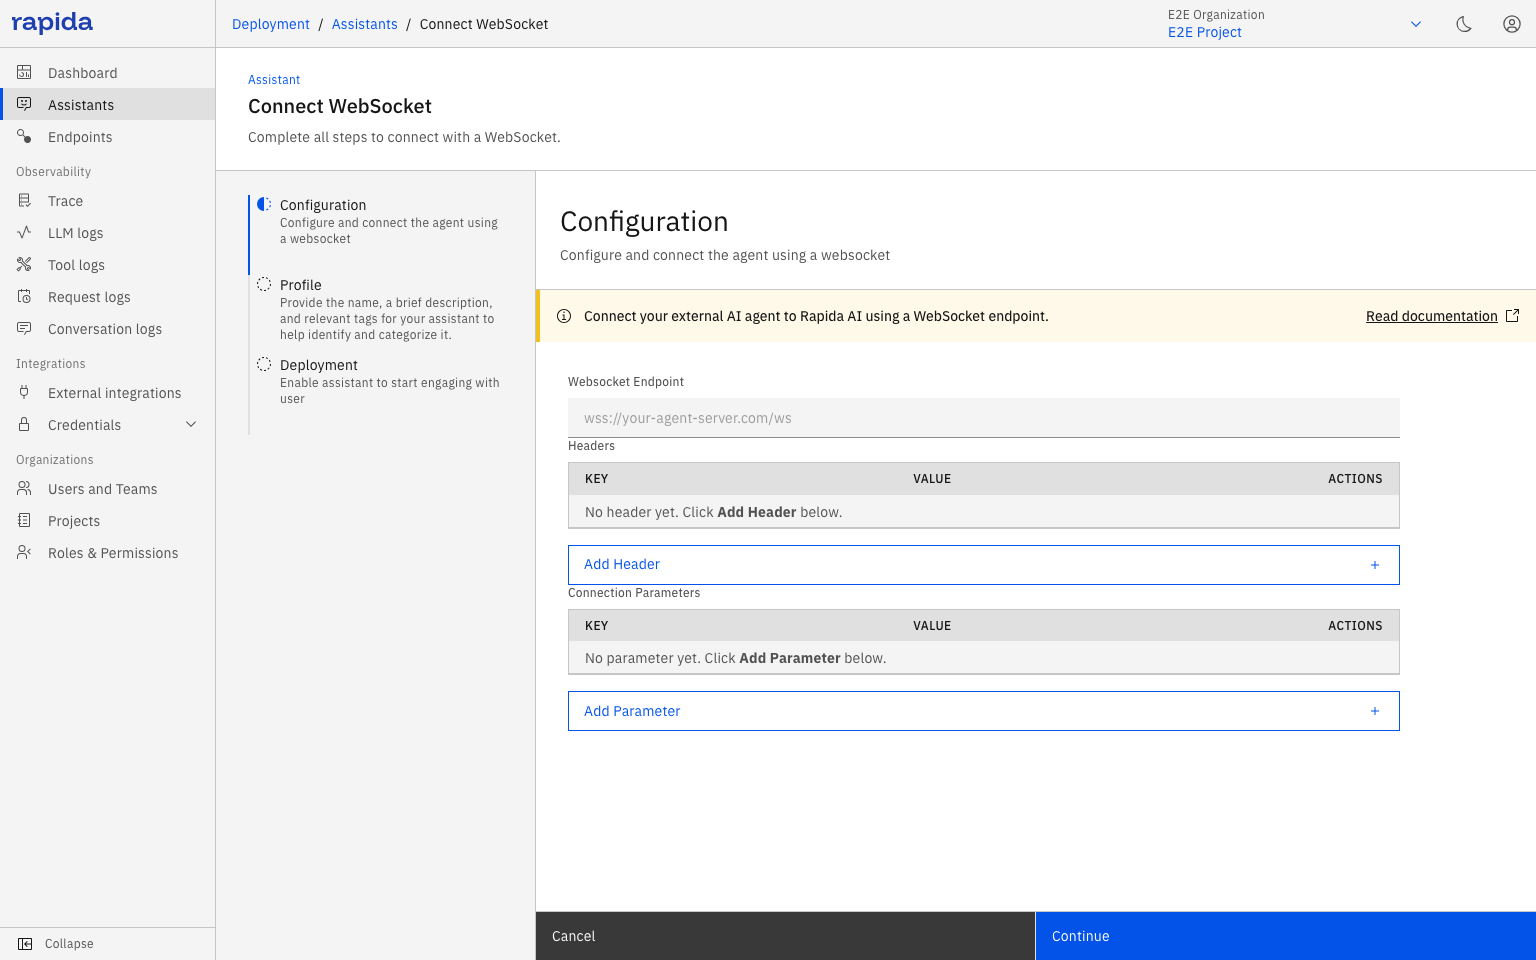 rapida
Deployment / Assistants / Connect WebSocket
E2E Organization
E2E Project
Dashboard
Assistants
Endpoints
Observability
Trace
LLM logs
Tool logs
Request logs
Conversation logs
Integrations
External integrations
Credentials
Organizations
Users and Teams
Projects
Roles & Permissions
Collapse
Assistant
Connect WebSocket
Complete all steps to connect with a WebSocket.
Configuration
Configure and connect the agent using
a websocket
Profile
Provide the name, a brief description,
and relevant tags for your assistant to
help identify and categorize it.
Deployment
Enable assistant to start engaging with
user
Configuration
Configure and connect the agent using a websocket
Connect your external AI agent to Rapida AI using a WebSocket endpoint.
Read documentation
Websocket Endpoint
wss://your-agent-server.com/ws
Headers
KEY VALUE ACTIONS
No header yet. Click Add Header below.
Add Header +
Connection Parameters
KEY VALUE ACTIONS
No parameter yet. Click Add Parameter below.
Add Parameter +
Cancel
Continue